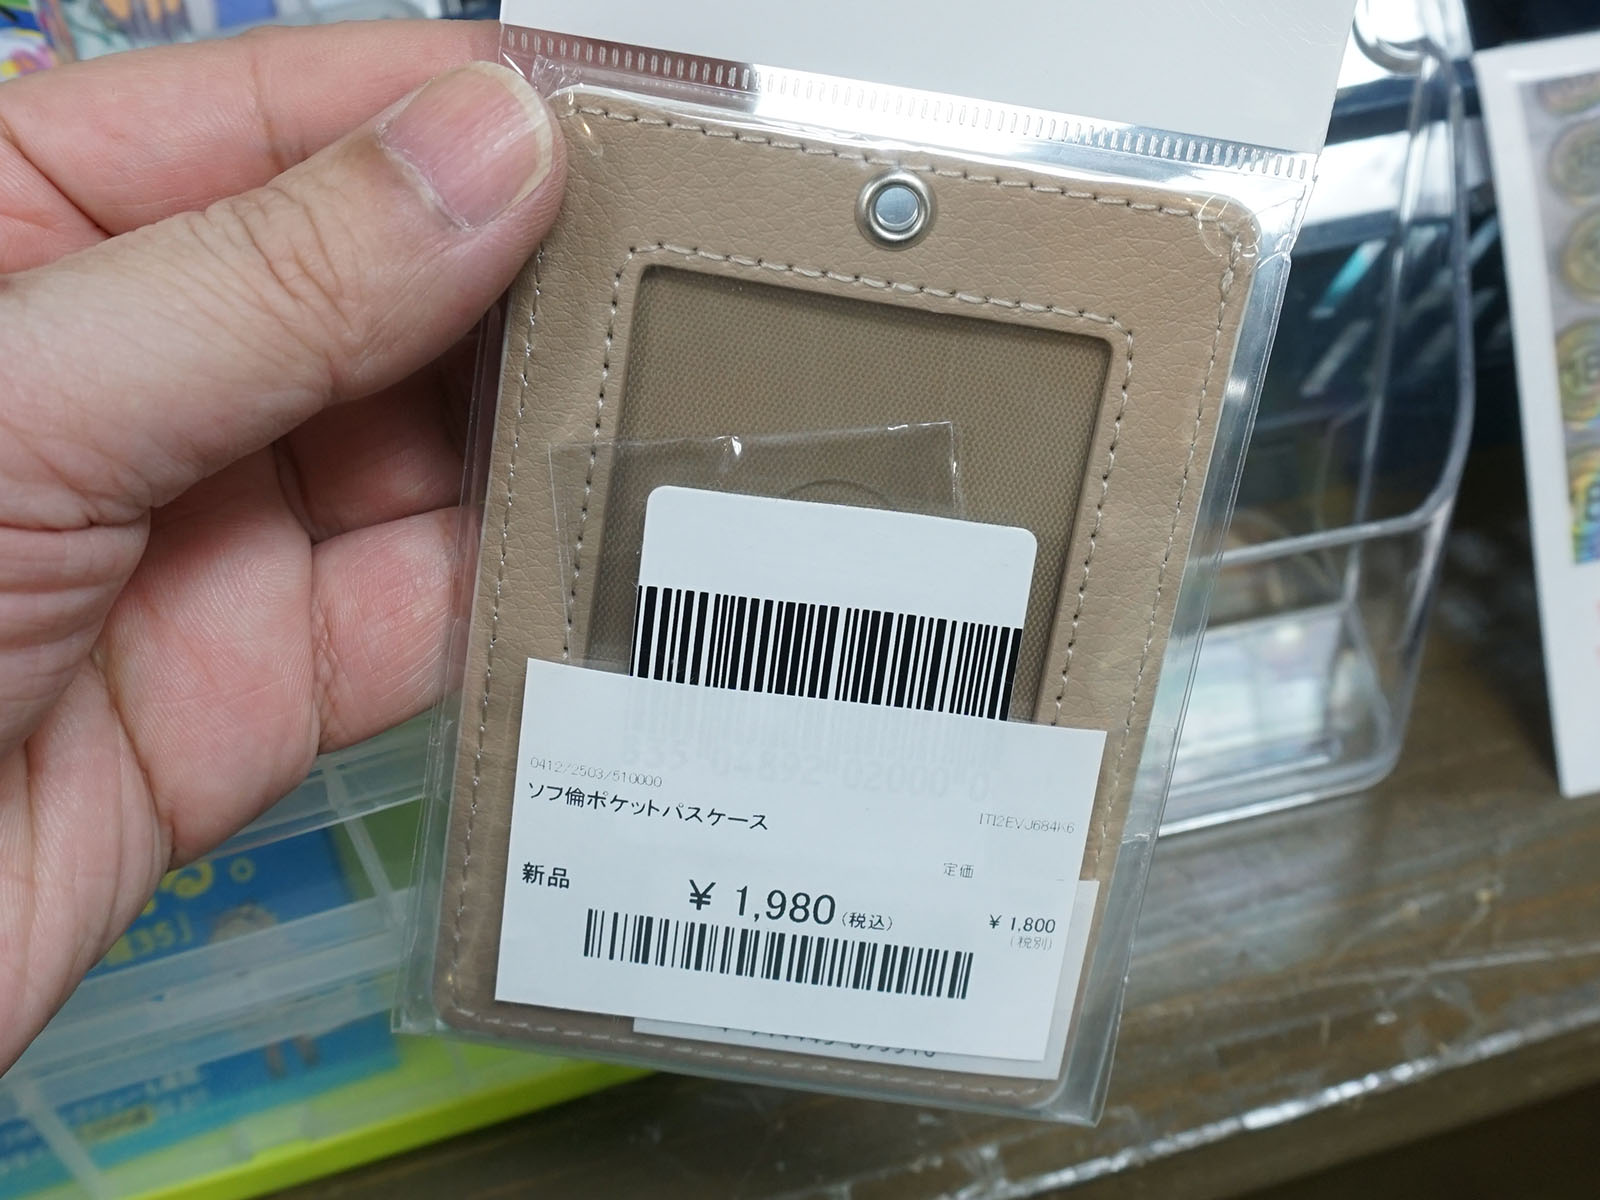 0412/2503/510000
ソフ倫ポケットパスケース
1TI2EVJ684K6
定価
新品
¥ 1,980(税込)
¥ 1,800
(税別)